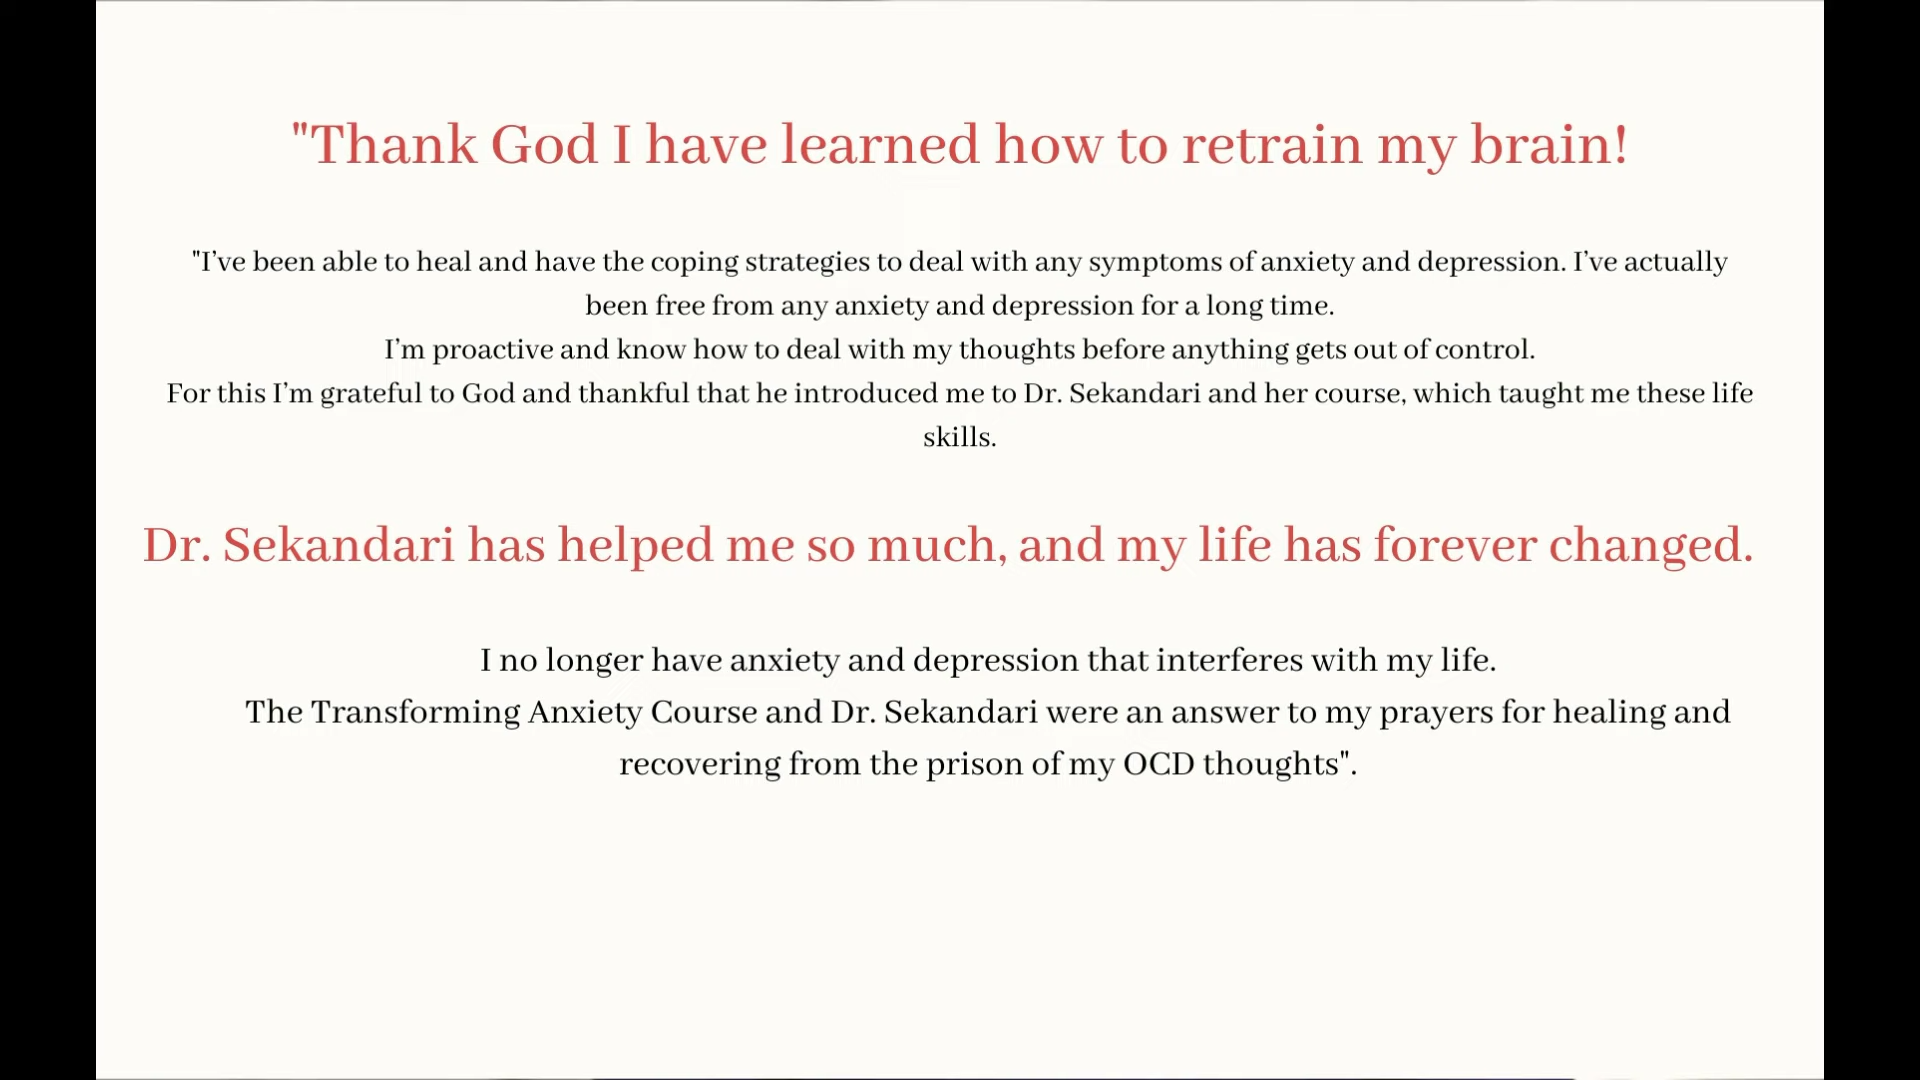 "Thank God I have learned how to retrain my brain!
"I’ve been able to heal and have the coping strategies to deal with any symptoms of anxiety and depression. I’ve actually
been free from any anxiety and depression for a long time.
I’m proactive and know how to deal with my thoughts before anything gets out of control.
For this I’m grateful to God and thankful that he introduced me to Dr. Sekandari and her course, which taught me these life
skills.
Dr. Sekandari has helped me so much, and my life has forever changed.
I no longer have anxiety and depression that interferes with my life.
The Transforming Anxiety Course and Dr. Sekandari were an answer to my prayers for healing and
recovering from the prison of my OCD thoughts".